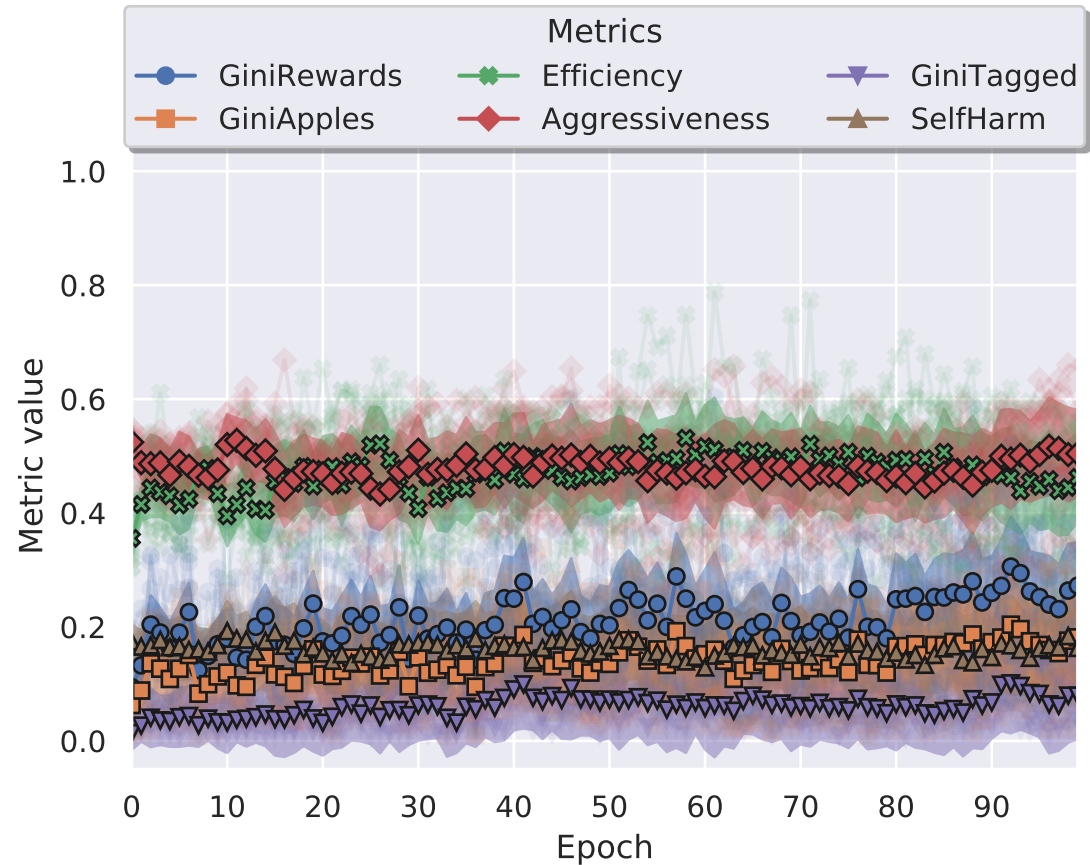 Metrics
GiniRewards Efficiency GiniTagged
GiniApples Aggressiveness SelfHarm
1.0
0.8
0.6
0.4
0.2
0.0
Metric value
0 10 20 30 40 50 60 70 80 90
Epoch